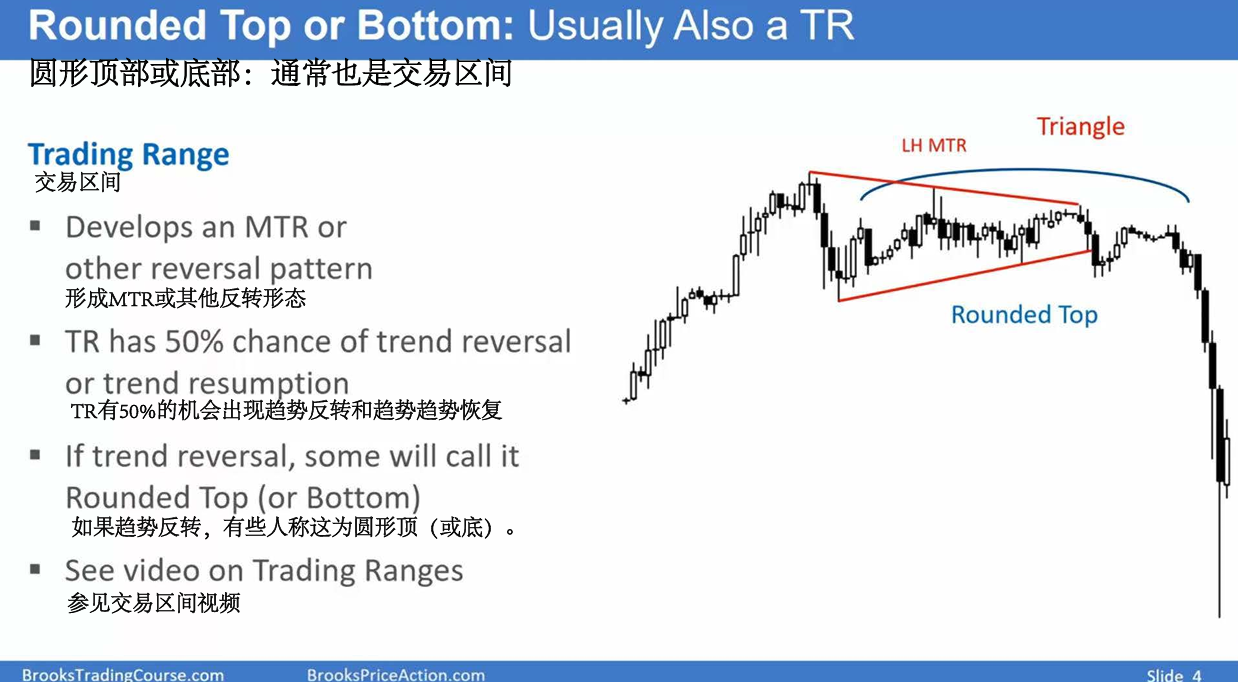 Rounded Top or Bottom: Usually Also a TR
圆形顶部或底部：通常也是交易区间
Trading Range
交易区间
▪ Develops an MTR or
other reversal pattern
形成MTR或其他反转形态
▪ TR has 50% chance of trend reversal
or trend resumption
TR有50%的机会出现趋势反转和趋势趋势恢复
▪ If trend reversal, some will call it
Rounded Top (or Bottom)
如果趋势反转，有些人称这为圆形顶（或底）。
▪ See video on Trading Ranges
参见交易区间视频
Triangle
LH MTR
Rounded Top
BrooksTradingCourse.com
BrooksPriceAction.com
Slide 4